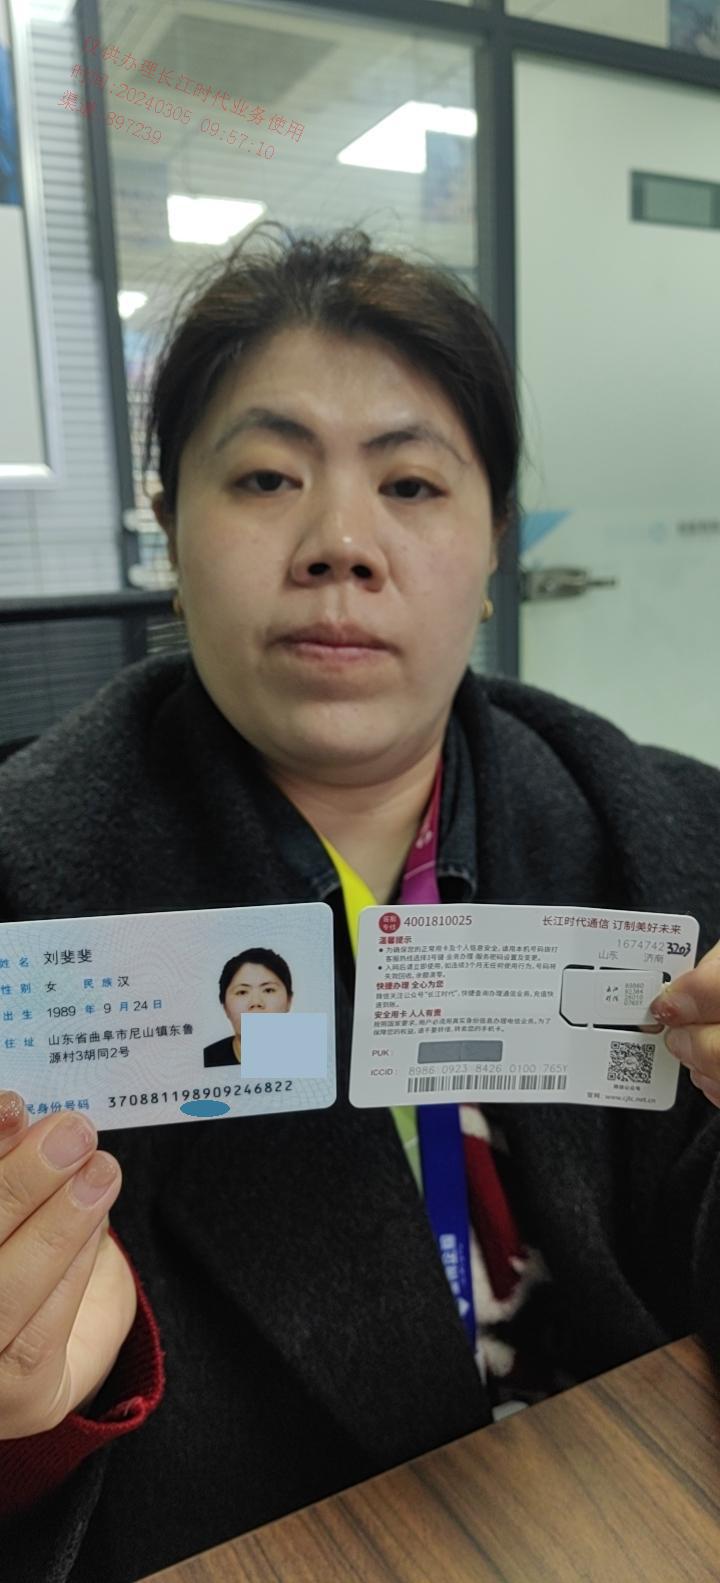 仅供办理长江时代业务使用
时间:20240305 09:57:10
渠道:897239
姓名 刘斐斐
性别 女 民族 汉
出生 1989 年 9 月 24 日
住址 山东省曲阜市尼山镇东鲁
源村3胡同2号
民身份号码 370881198909246822
客服专线 4001810025
长江时代通信 订制美好未来
1674742 3203
山东 济南
温馨提示
快捷办理 全心为您
安全用卡 人人有责
PUK:
ICCID: 8986 0923 8426 0100 765Y
官网: www.cjtc.net.cn